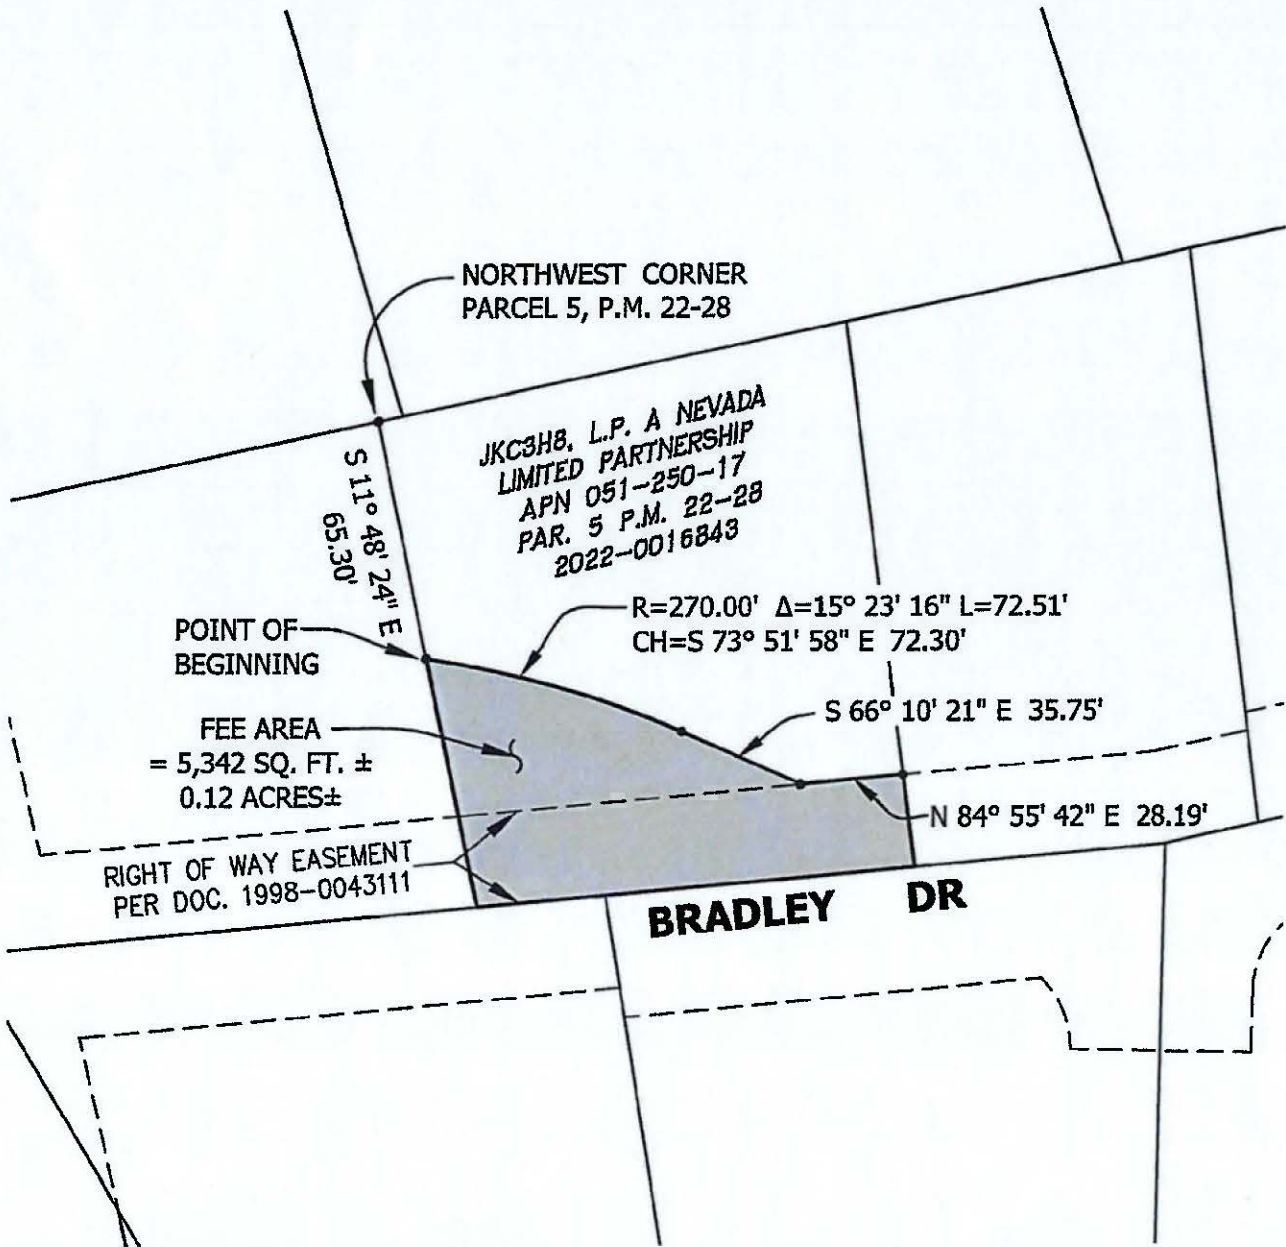 NORTHWEST CORNER
PARCEL 5, P.M. 22-28
JKC3H8, L.P. A NEVADA
LIMITED PARTNERSHIP
APN 051-250-17
PAR. 5 P.M. 22-28
2022-0016843
S 11° 48' 24" E
65.30'
R=270.00' Δ=15° 23' 16" L=72.51'
CH=S 73° 51' 58" E 72.30'
POINT OF
BEGINNING
S 66° 10' 21" E 35.75'
FEE AREA
= 5,342 SQ. FT. ±
0.12 ACRES±
N 84° 55' 42" E 28.19'
RIGHT OF WAY EASEMENT
PER DOC. 1998-0043111
BRADLEY DR